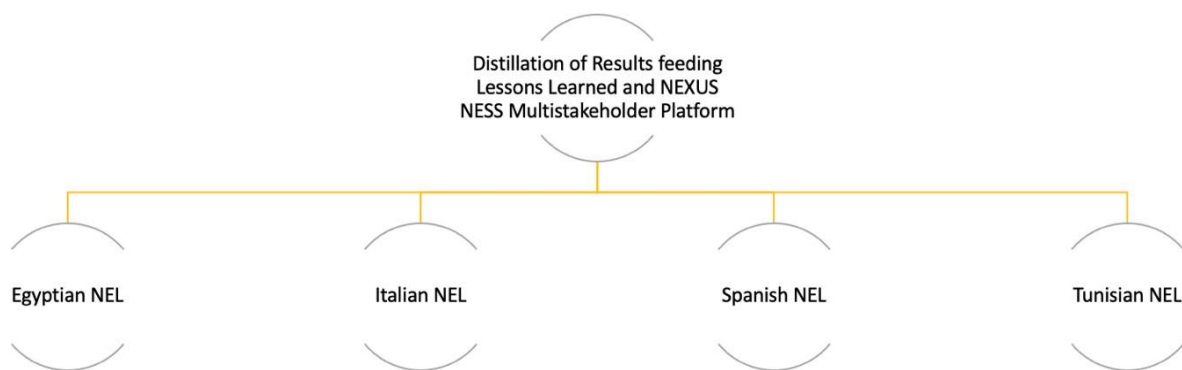 Distillation of Results feeding
Lessons Learned and NEXUS
NESS Multistakeholder Platform
Egyptian NEL
Italian NEL
Spanish NEL
Tunisian NEL